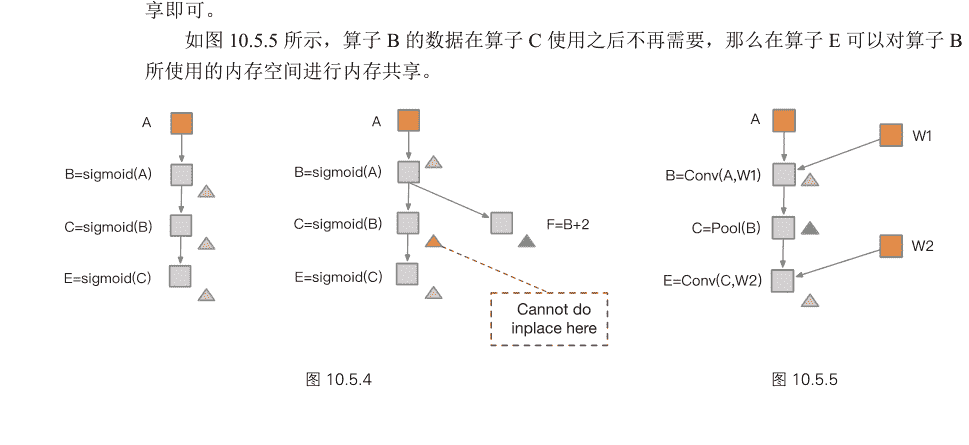 享即可。
如图 10.5.5 所示，算子 B 的数据在算子 C 使用之后不再需要，那么在算子 E 可以对算子 B
所使用的内存空间进行内存共享。
A
B=sigmoid(A)
C=sigmoid(B)
E=sigmoid(C)
A
B=sigmoid(A)
C=sigmoid(B)
F=B+2
E=sigmoid(C)
Cannot do
inplace here
图 10.5.4
A
W1
B=Conv(A,W1)
C=Pool(B)
W2
E=Conv(C,W2)
图 10.5.5